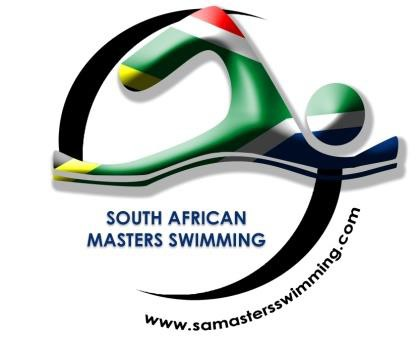 SOUTH AFRICAN
MASTERS SWIMMING
www.samastersswimming.com